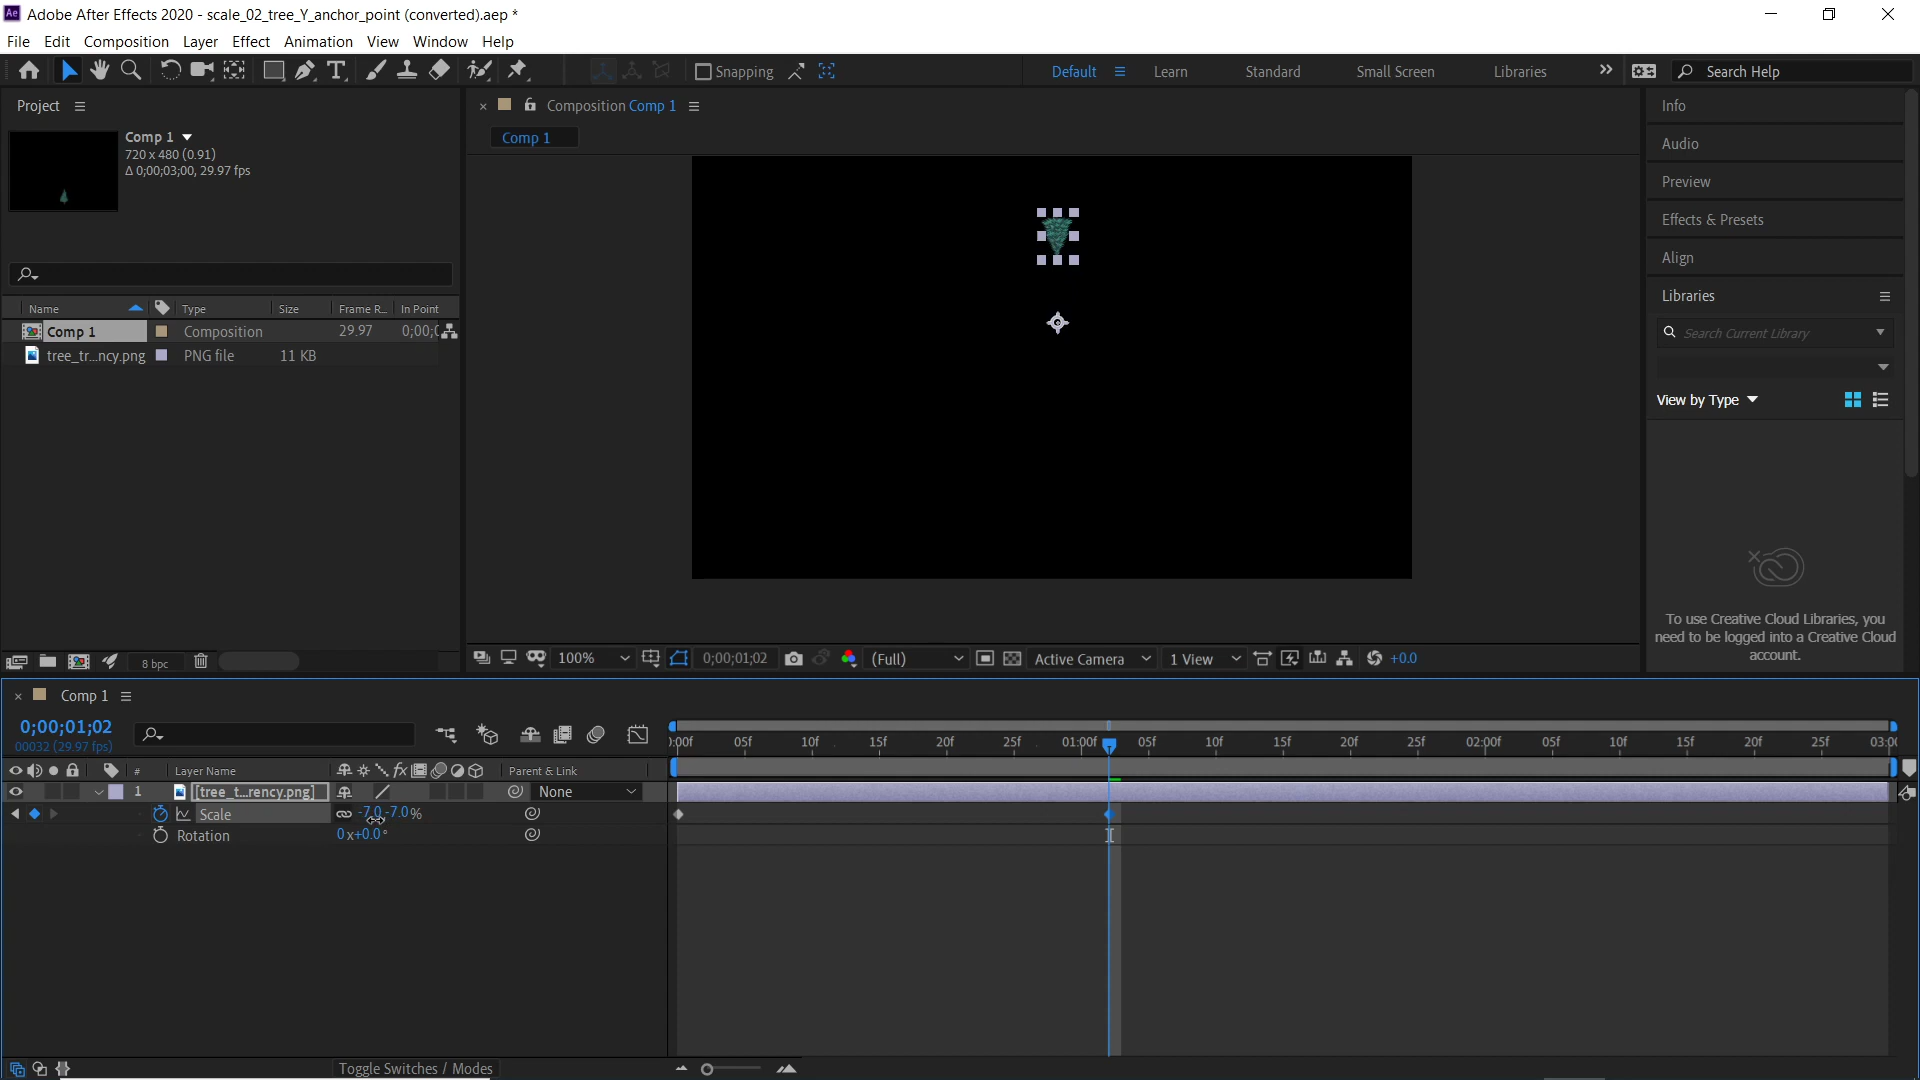 Adobe After Effects 2020 - scale_02_tree_Y_anchor_point (converted).aep *
File Edit Composition Layer Effect Animation View Window Help
Snapping Default Learn Standard Small Screen Libraries Search Help
Project
Comp 1
720 x 480 (0.91)
Δ 0;00;03;00, 29.97 fps
Name Type Size Frame R... In Point
Comp 1 Composition 29.97 0;00;(
tree_tr...ncy.png PNG file 11 KB
8 bpc
Composition Comp 1
Comp 1
100% 0;00;01;02 (Full) Active Camera 1 View +0.0
Info
Audio
Preview
Effects & Presets
Align
Libraries
Search Current Library
View by Type
To use Creative Cloud Libraries, you
need to be logged into a Creative Cloud
account.
Comp 1
0;00;01;02
00032 (29.97 fps)
):00f 05f 10f 15f 20f 25f 01:00f 05f 10f 15f 20f 25f 02:00f 05f 10f 15f 20f 25f 03:0(
# Layer Name Parent & Link
1 [tree_t...rency.png] None
Scale -7.0,-7.0%
Rotation 0x+0.0°
Toggle Switches / Modes